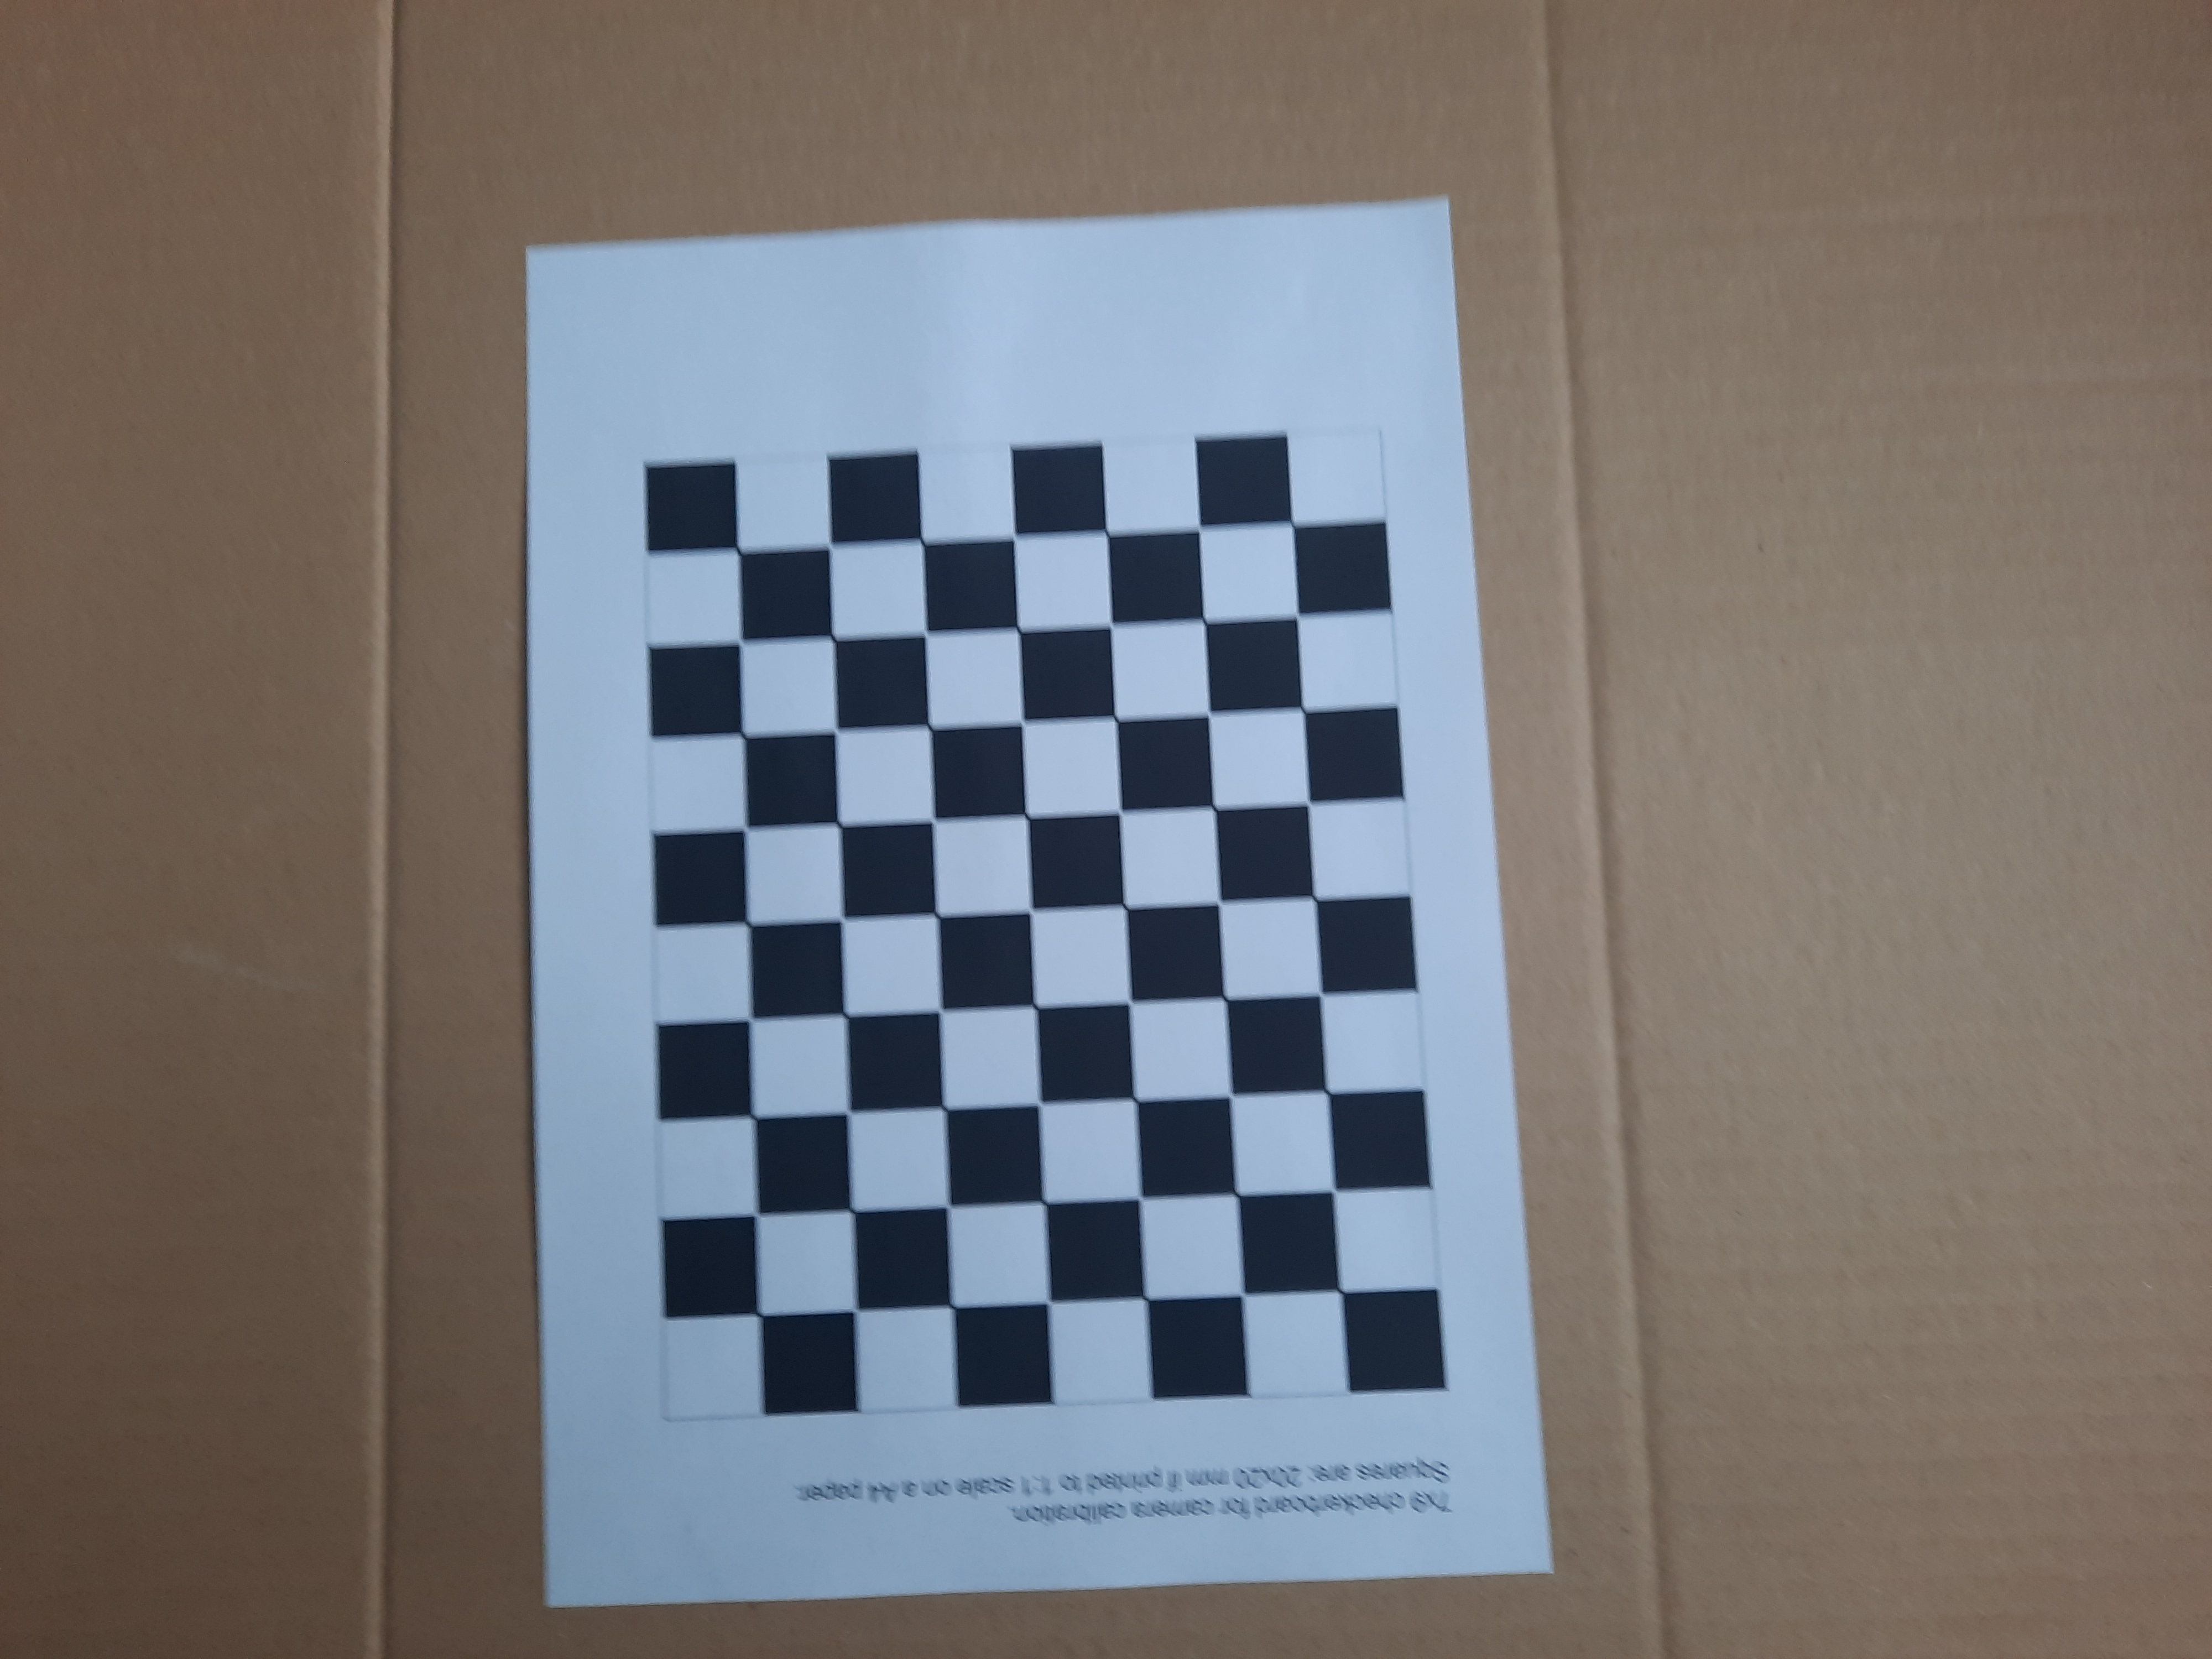 7x9 checkerboard for camera calibration.
Squares are: 20x20 mm if printed to 1:1 scale on a A4 paper.